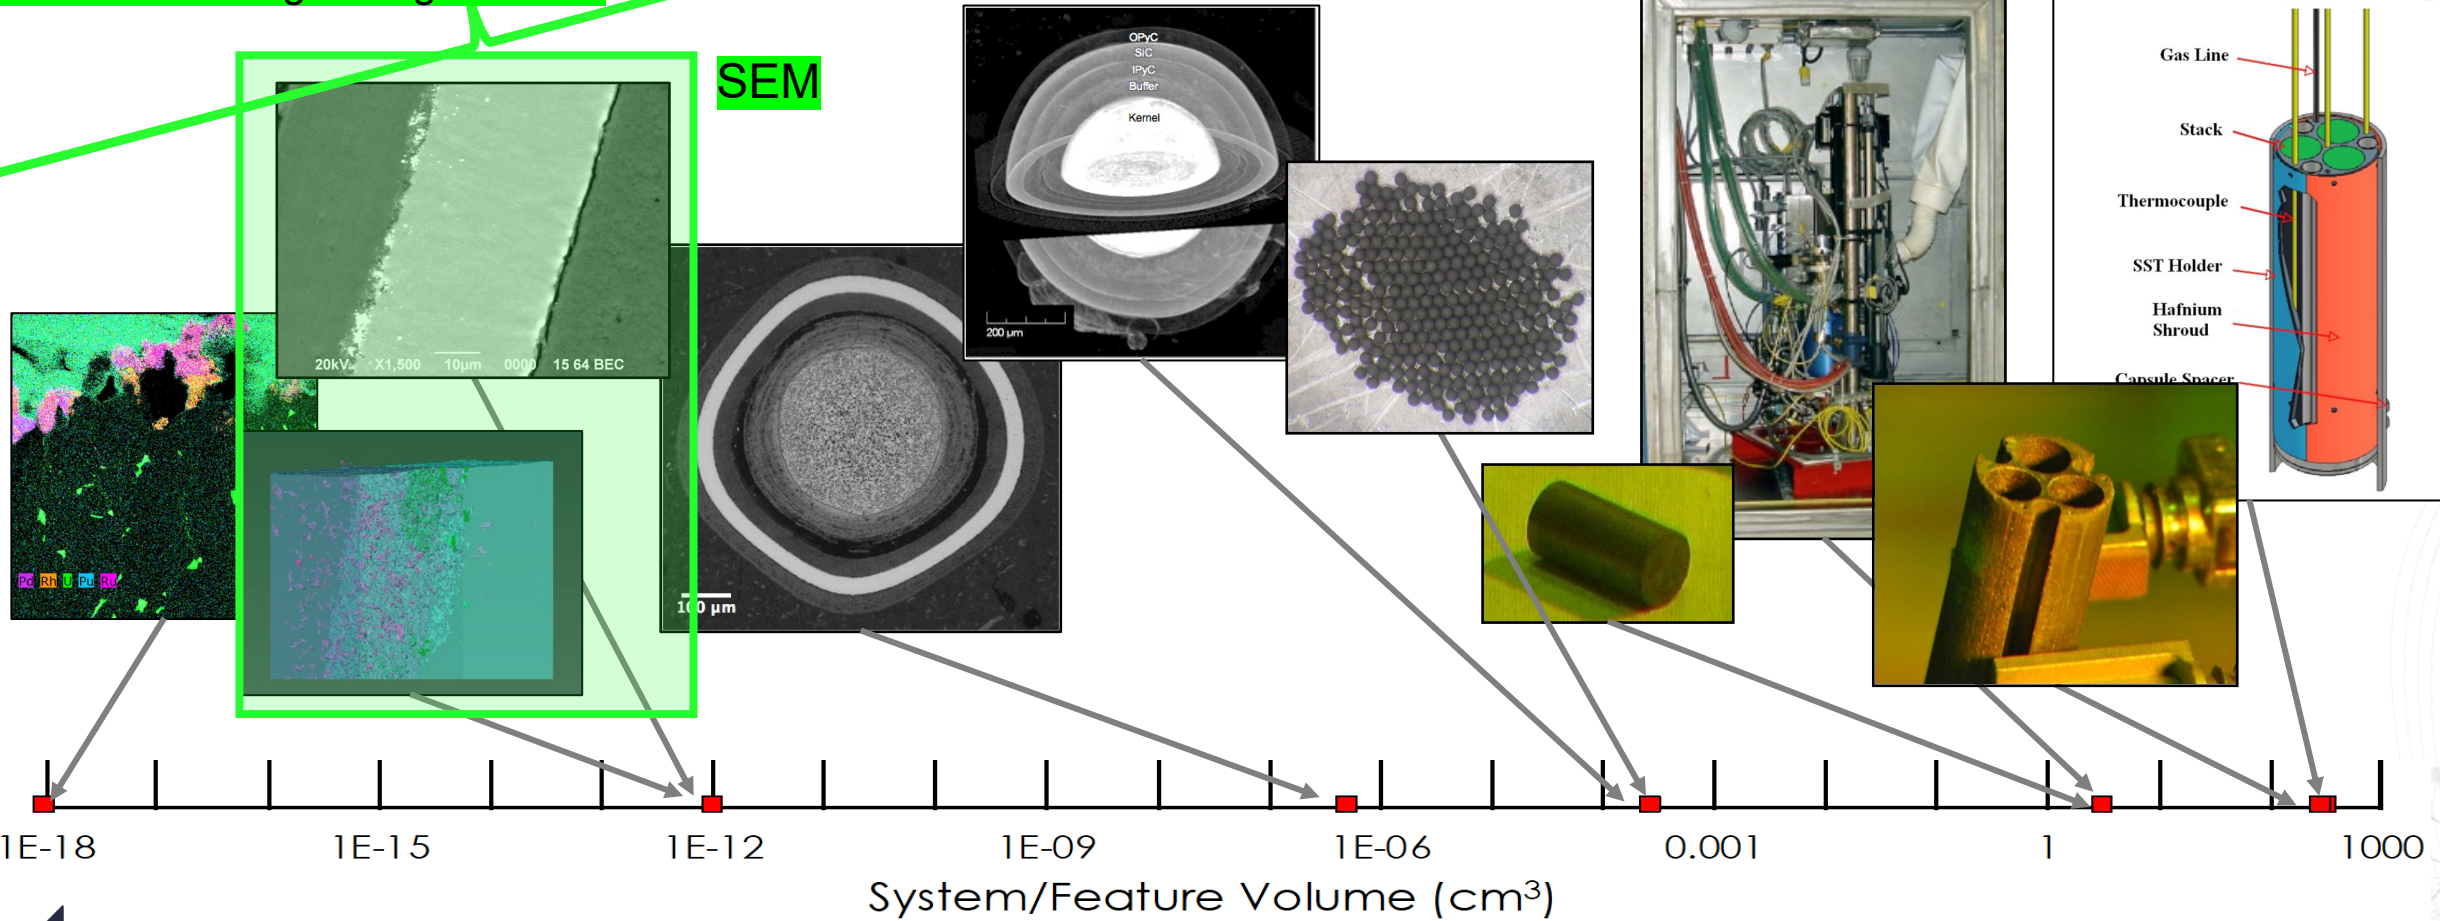 SEM
OPyC
SiC
IPyC
Buffer
Kernel
200 µm
Gas Line
Stack
Thermocouple
SST Holder
Hafnium
Shroud
Capsule Spacer
20kV X1,500 10µm 0000 15 64 BEC
100 µm
Pd Rh U Pu Ru
1E-18 1E-15 1E-12 1E-09 1E-06 0.001 1 1000
System/Feature Volume (cm³)